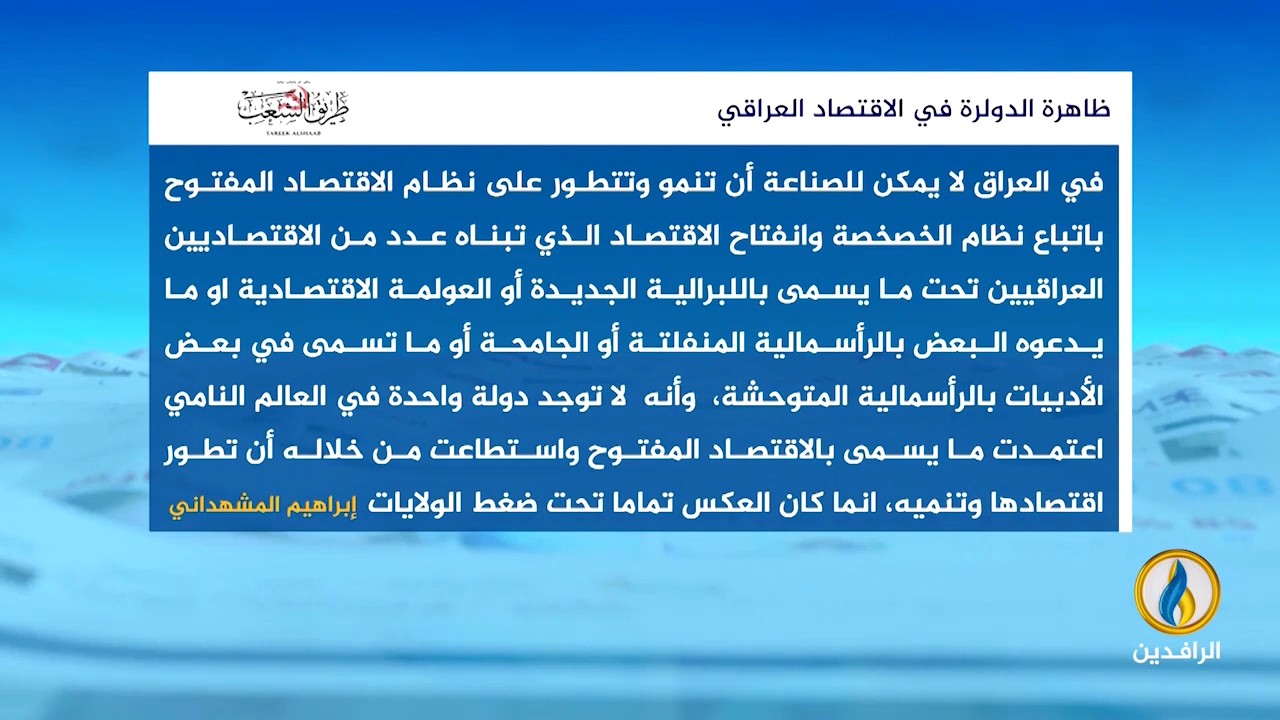 ظاهرة الدولرة في الاقتصاد العراقي
طريق الشعب
TAREEK ALSHAAB
في العراق لا يمكن للصناعة أن تنمو وتتطور على نظام الاقتصاد المفتوح
باتباع نظام الخصخصة وانفتاح الاقتصاد الذي تبناه عدد من الاقتصاديين
العراقيين تحت ما يسمى باللبرالية الجديدة أو العولمة الاقتصادية او ما
يدعوه البعض بالرأسمالية المنفلتة أو الجامحة أو ما تسمى في بعض
الأدبيات بالرأسمالية المتوحشة، وأنه لا توجد دولة واحدة في العالم النامي
اعتمدت ما يسمى بالاقتصاد المفتوح واستطاعت من خلاله أن تطور
اقتصادها وتنميه، انما كان العكس تماما تحت ضغط الولايات إبراهيم المشهداني
الرافدين